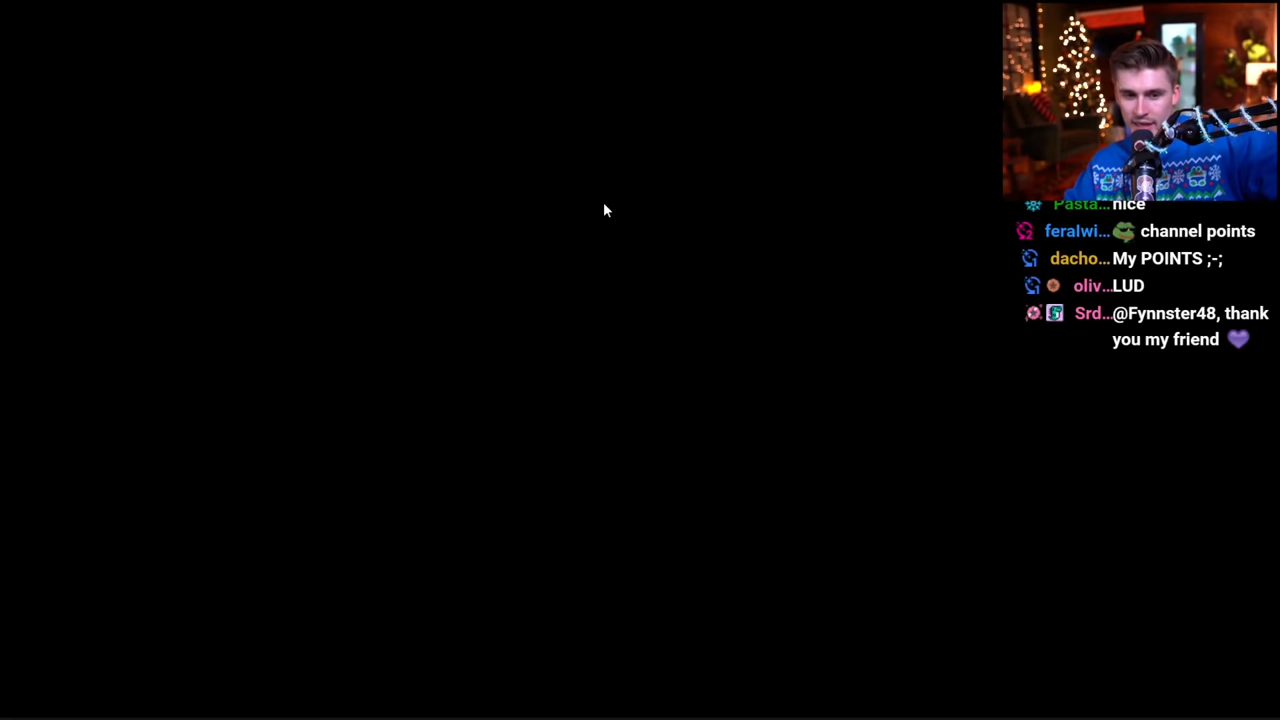 Pasta... nice
feralwi... channel points
dacho... My POINTS ;-;
oliv... LUD
Srd... @Fynnster48, thank
you my friend